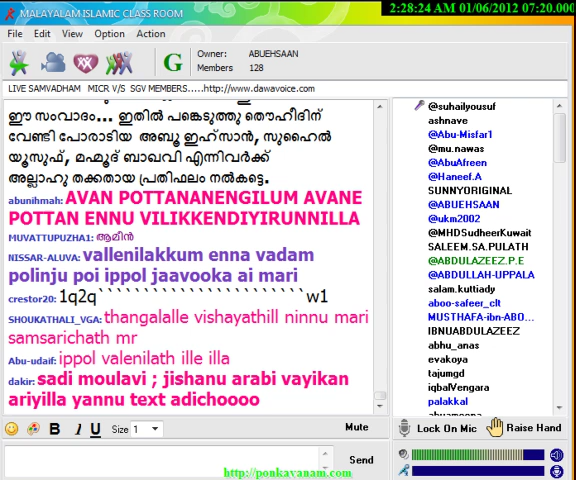 2:28:24 AM 01/06/2012 07:20.000
MALAYALAM ISLAMIC CLASS ROOM
File Edit View Option Action
G
Owner: ABUEHSAAN
Members 128
LIVE SAMVADHAM MICR V/S SGV MEMBERS.....http://www.dawavoice.com
ഈ സംവാദം... ഇതില്‍ പങ്കെടുത്തു തൌഹീദിന്
വേണ്ടി പോരാടിയ അബൂ ഇഹ്സാന്‍, സുഹൈല്‍
യൂസുഫ്, മഹ്മൂദ് ബാഖവി എന്നിവര്‍ക്ക്
അല്ലാഹു തക്കതായ പ്രതിഫലം നല്‍കട്ടെ.
abunihmah: AVAN POTTANANENGILUM AVANE
POTTAN ENNU VILIKKENDIYIRUNNILLA
MUVATTUPUZHA1: ആമീന്‍
NISSAR-ALUVA: vallenilakkum enna vadam
polinju poi ippol jaavooka ai mari
crestor20: 1q2q``````````````````````w1
SHOUKATHALI_VGA: thangalalle vishayathill ninnu mari
samsarichath mr
Abu-udaif: ippol valenilath ille illa
dakir: sadi moulavi ; jishanu arabi vayikan
ariyilla yannu text adichoooo
@suhailyousuf
ashnave
@Abu-Misfar1
@mu.nawas
@AbuAfreen
@Haneef.A
SUNNYORIGINAL
@ABUEHSAAN
@ukm2002
@MHDSudheerKuwait
SALEEM.SA.PULATH
@ABDULAZEEZ.P.E
@ABDULLAH-UPPALA
salam.kuttiady
aboo-safeer_clt
MUSTHAFA-ibn-ABO...
IBNUABDULAZEEZ
abhu_anas
evakoya
tajumgd
iqbalVengara
palakkal
B I U Size 1 Mute
Lock On Mic Raise Hand
Send
http://ponkavanam.com